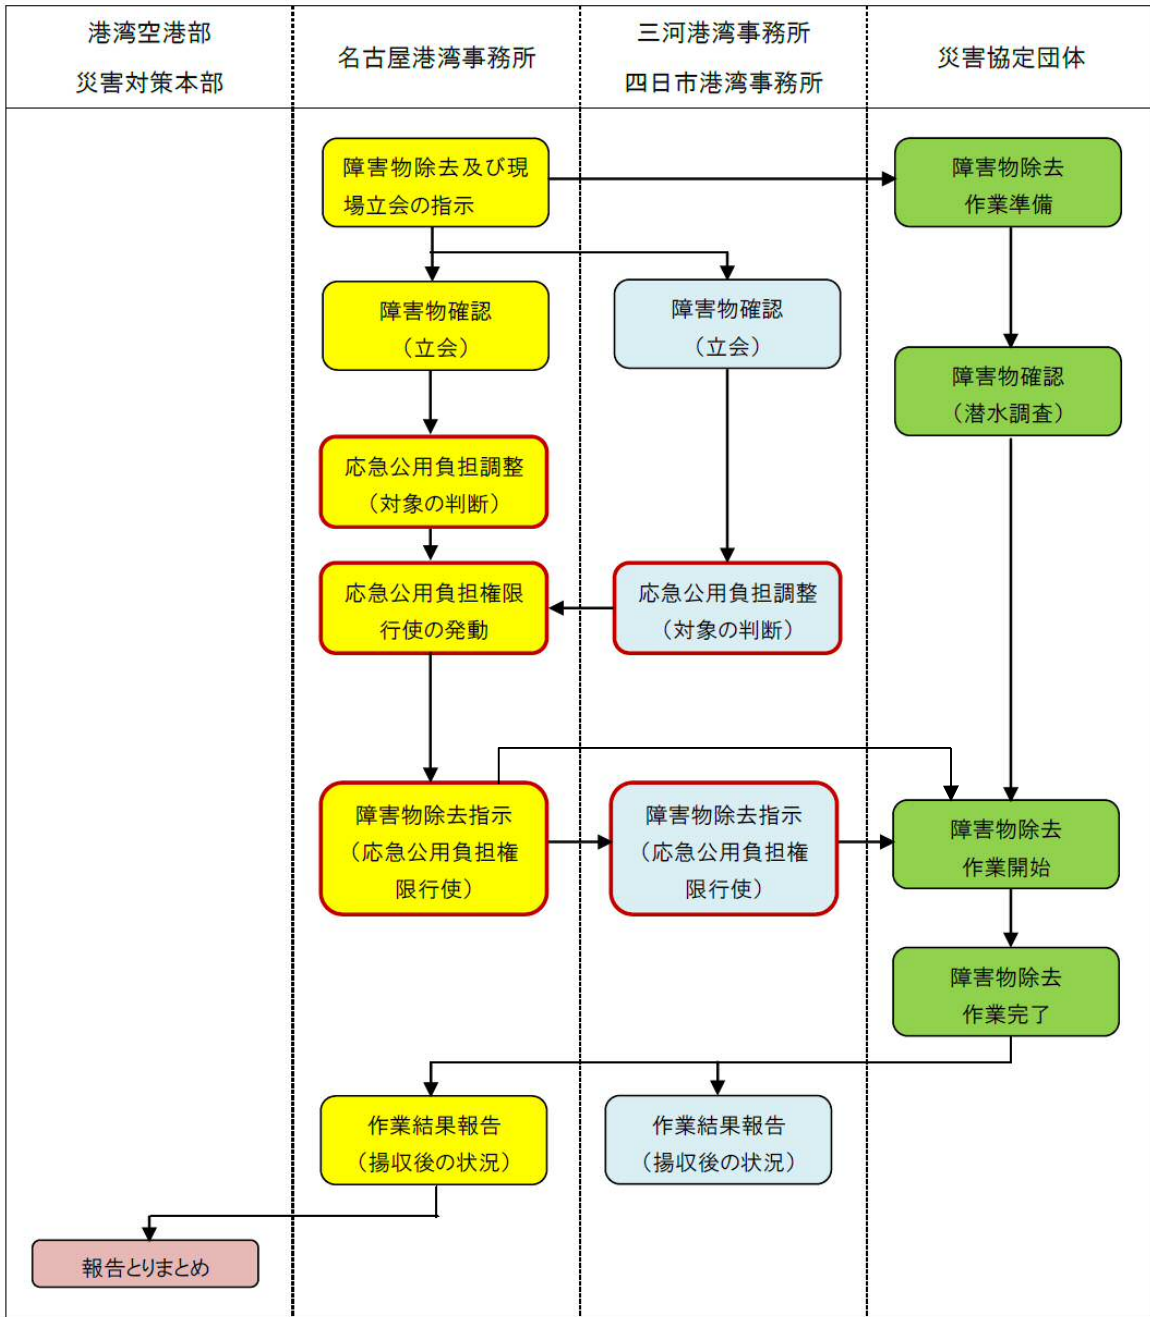 港湾空港部
災害対策本部
名古屋港湾事務所
三河港湾事務所
四日市港湾事務所
災害協定団体
障害物除去及び現
場立会の指示
障害物除去
作業準備
障害物確認
（立会）
障害物確認
（立会）
障害物確認
（潜水調査）
応急公用負担調整
（対象の判断）
応急公用負担権限
行使の発動
応急公用負担調整
（対象の判断）
障害物除去指示
（応急公用負担権
限行使）
障害物除去指示
（応急公用負担権
限行使）
障害物除去
作業開始
障害物除去
作業完了
作業結果報告
（揚収後の状況）
作業結果報告
（揚収後の状況）
報告とりまとめ